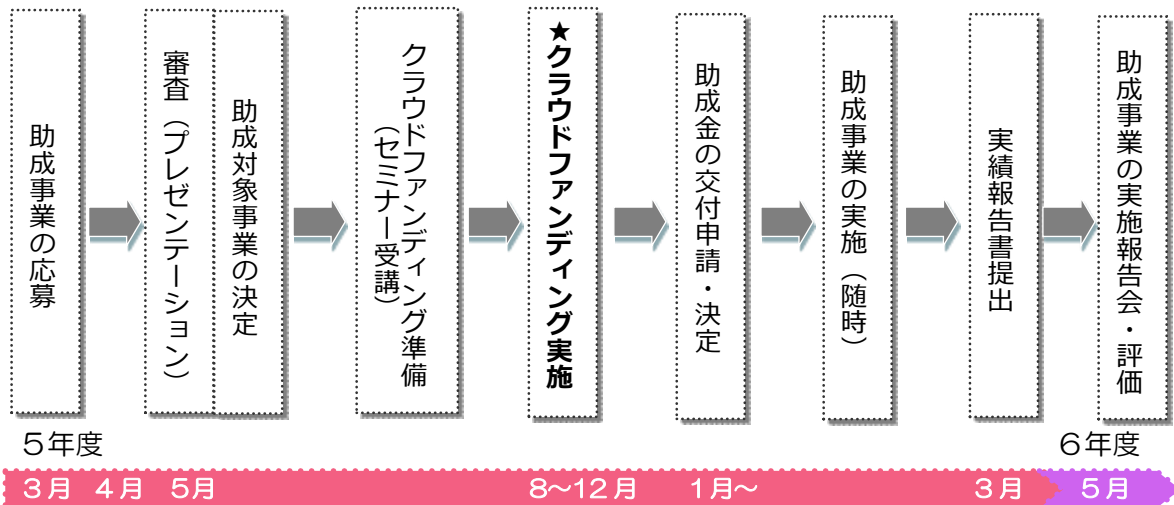 助成事業の応募
審査（プレゼンテーション）
助成対象事業の決定
クラウドファンディング準備
（セミナー受講）
★クラウドファンディング実施
助成金の交付申請・決定
助成事業の実施（随時）
実績報告書提出
助成事業の実施報告会・評価
５年度
６年度
３月 ４月 ５月 8～12月 １月～ ３月 ５月